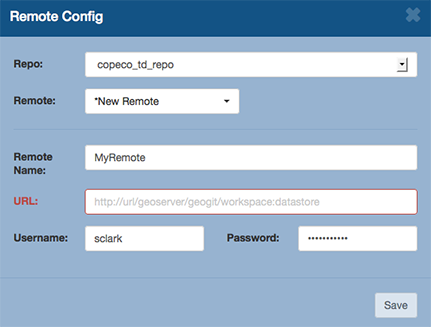 Remote Config
Repo: copeco_td_repo
Remote: *New Remote
Remote Name: MyRemote
URL: http://url/geoserver/geogit/workspace:datastore
Username: sclark Password: •••••••••••
Save